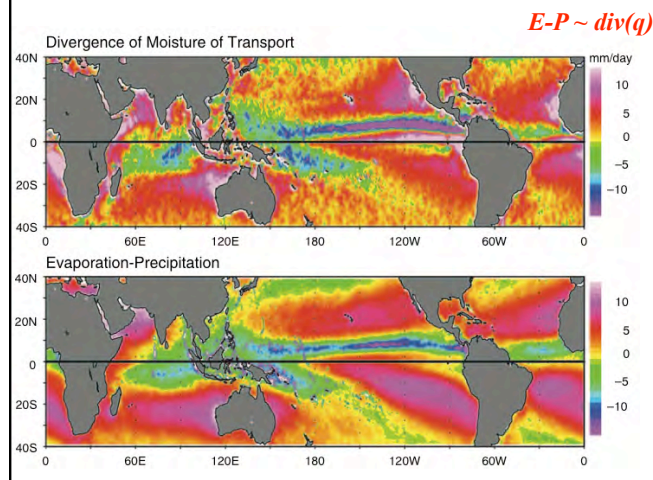 E-P ~ div(q)
Divergence of Moisture of Transport
mm/day
40N
20N
0
20S
40S
10
5
0
−5
−10
0
60E
120E
180
120W
60W
0
Evaporation-Precipitation
40N
20N
0
20S
40S
10
5
0
−5
−10
0
60E
120E
180
120W
60W
0